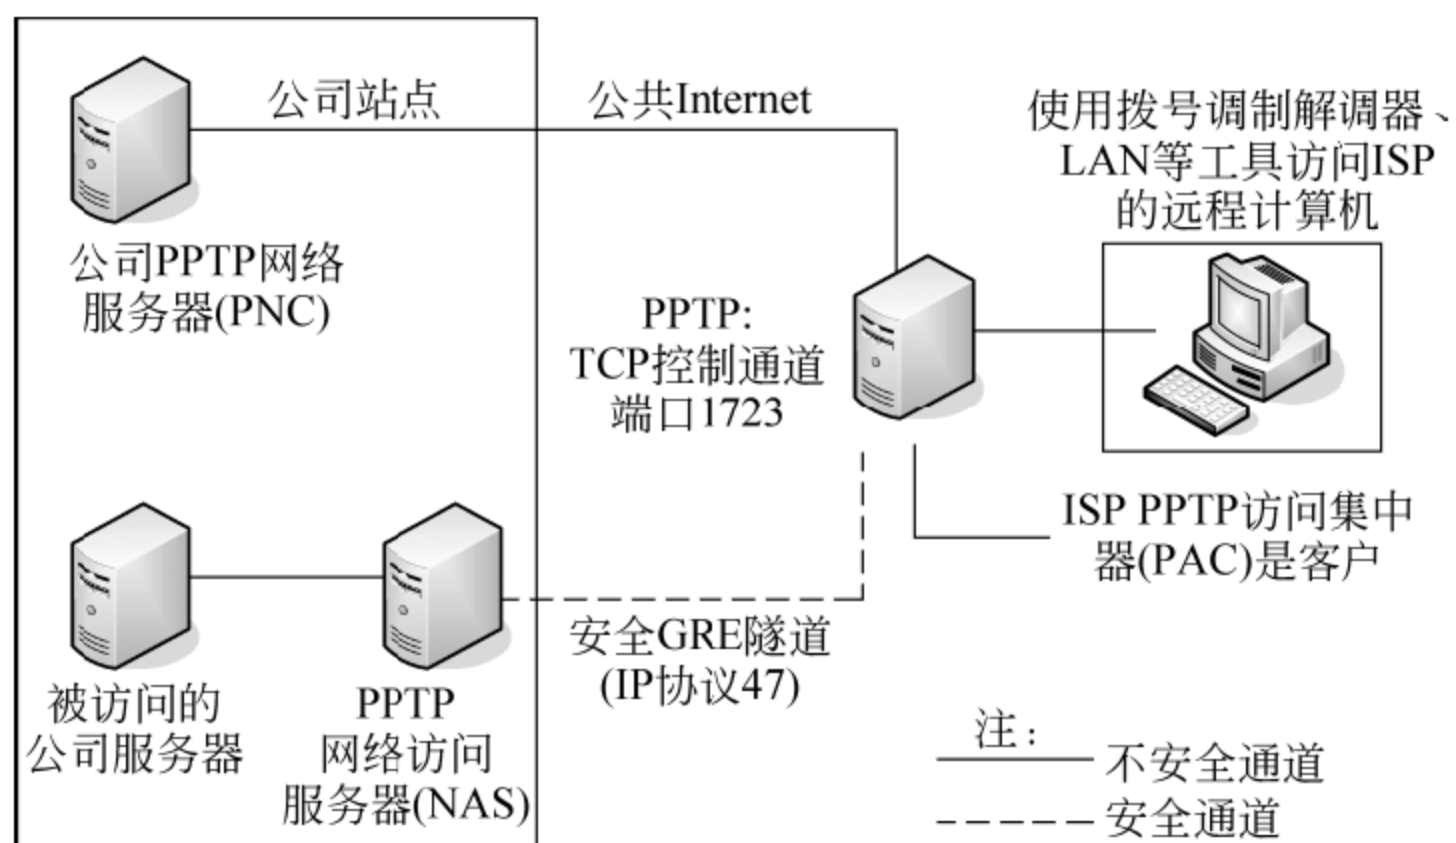 公司站点
公共Internet
使用拨号调制解调器、
LAN等工具访问ISP
的远程计算机
公司PPTP网络
服务器(PNC)
PPTP:
TCP控制通道
端口1723
ISP PPTP访问集中
器(PAC)是客户
安全GRE隧道
(IP协议47)
被访问的
公司服务器
PPTP
网络访问
服务器(NAS)
注：
不安全通道
安全通道